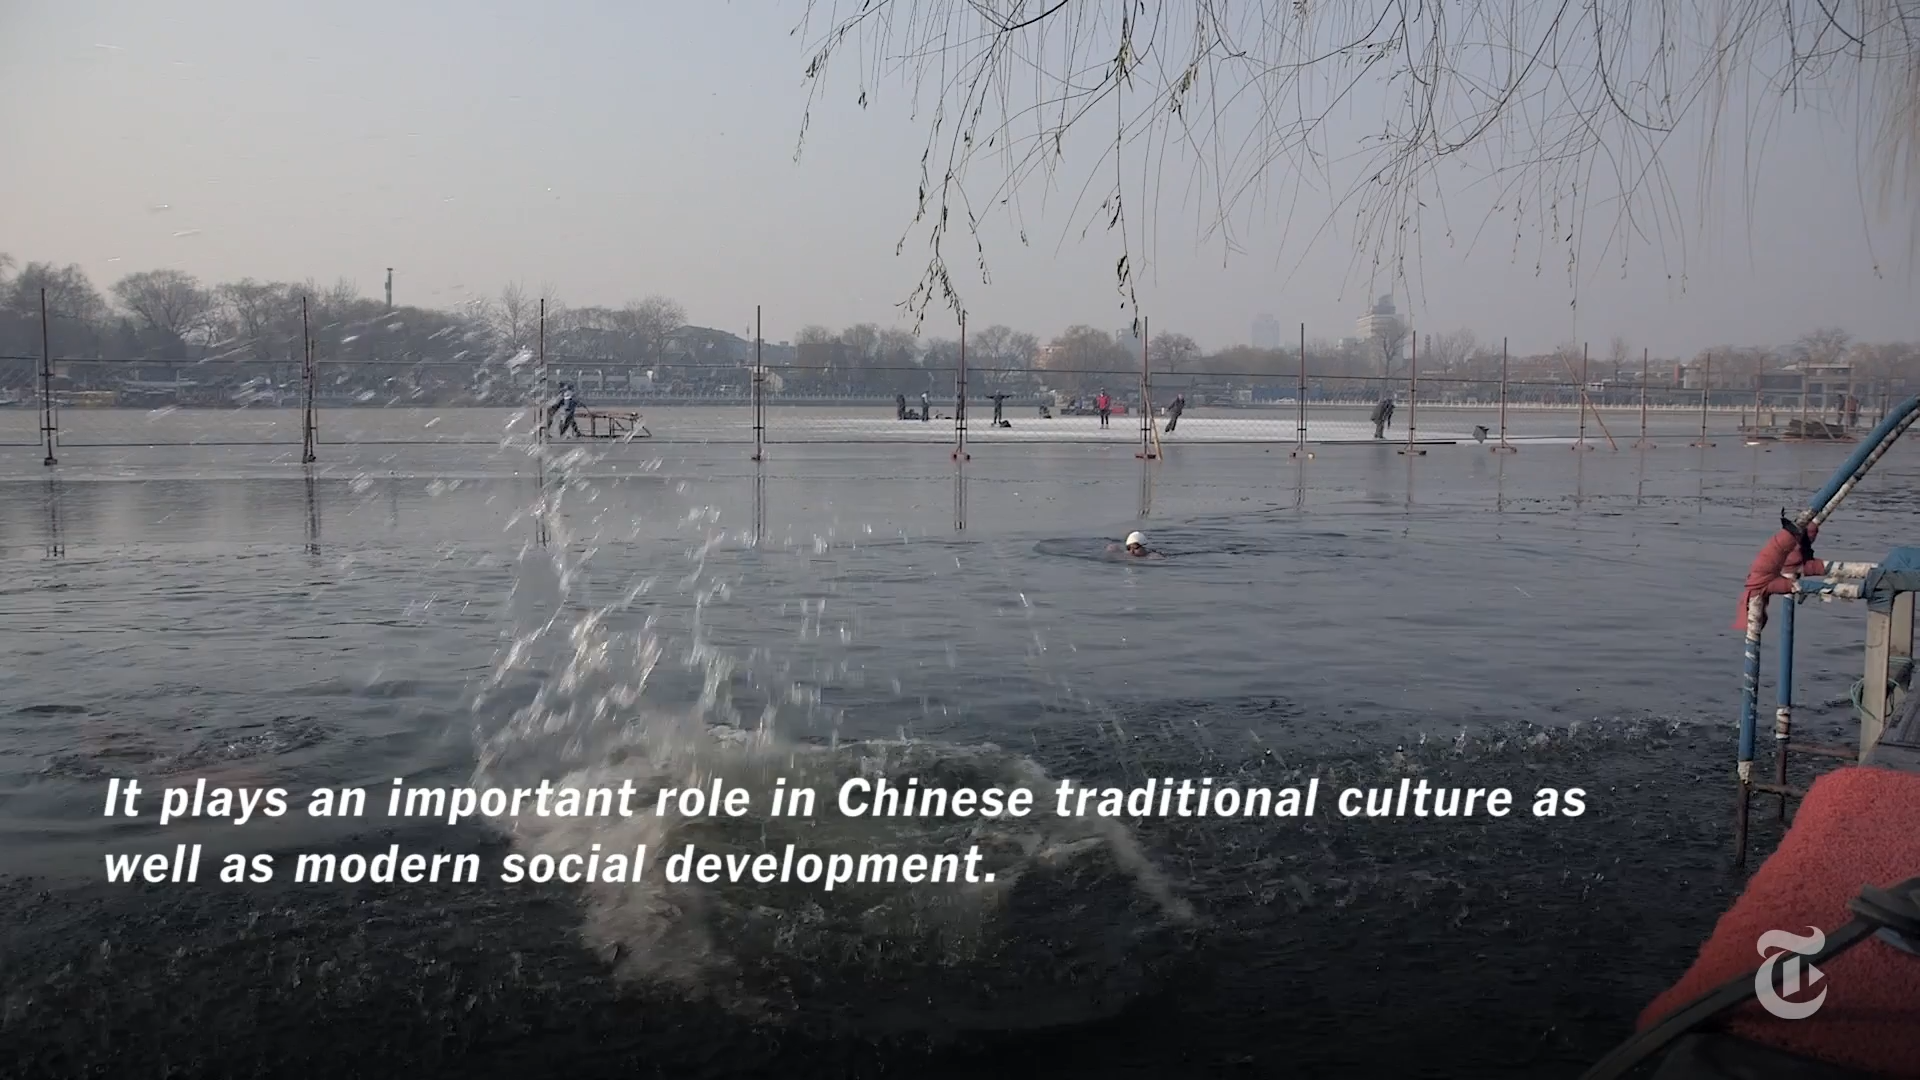 It plays an important role in Chinese traditional culture as
well as modern social development.